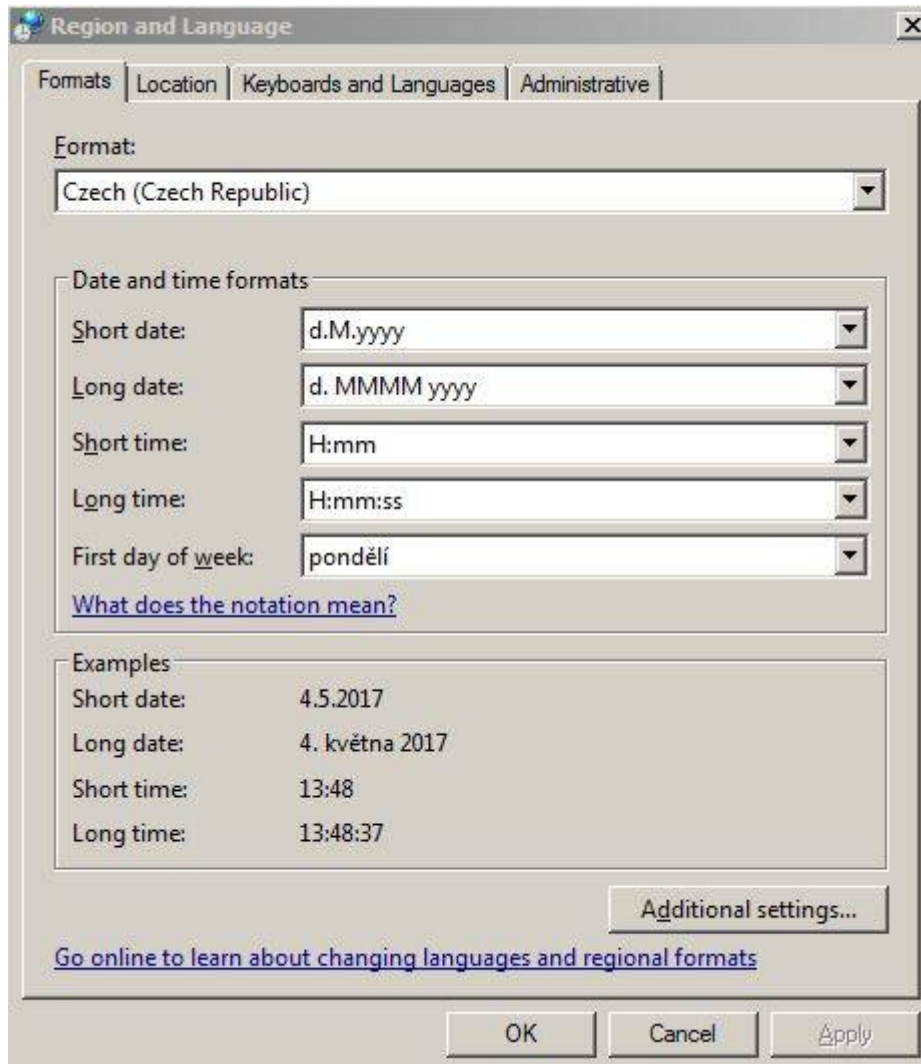 Region and Language
Formats Location Keyboards and Languages Administrative
Format:
Czech (Czech Republic)
Date and time formats
Short date: d.M.yyyy
Long date: d. MMMM yyyy
Short time: H:mm
Long time: H:mm:ss
First day of week: pondělí
What does the notation mean?
Examples
Short date: 4.5.2017
Long date: 4. května 2017
Short time: 13:48
Long time: 13:48:37
Additional settings...
Go online to learn about changing languages and regional formats
OK Cancel Apply